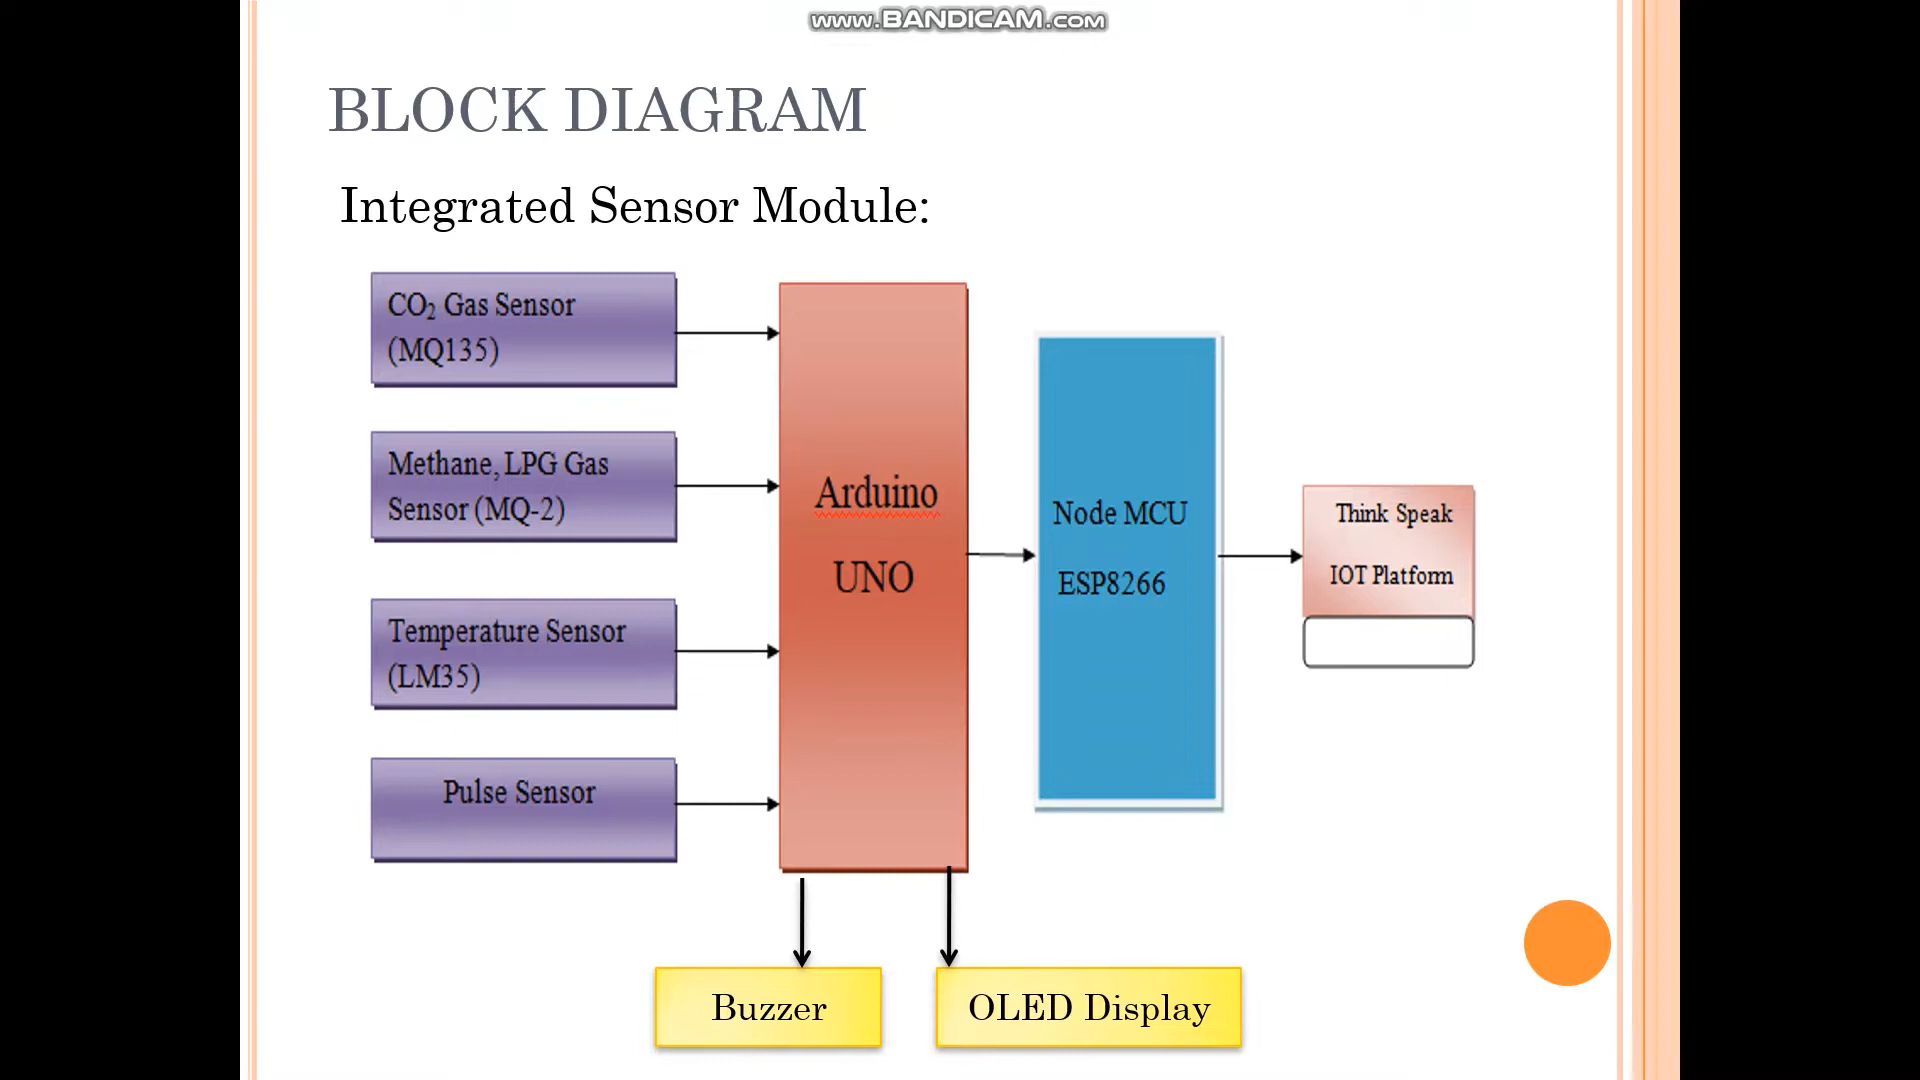 www.BANDICAM.com
BLOCK DIAGRAM
Integrated Sensor Module:
CO₂ Gas Sensor
(MQ135)
Methane, LPG Gas
Sensor (MQ-2)
Temperature Sensor
(LM35)
Pulse Sensor
Arduino
UNO
Node MCU
ESP8266
Think Speak
IOT Platform
Buzzer
OLED Display